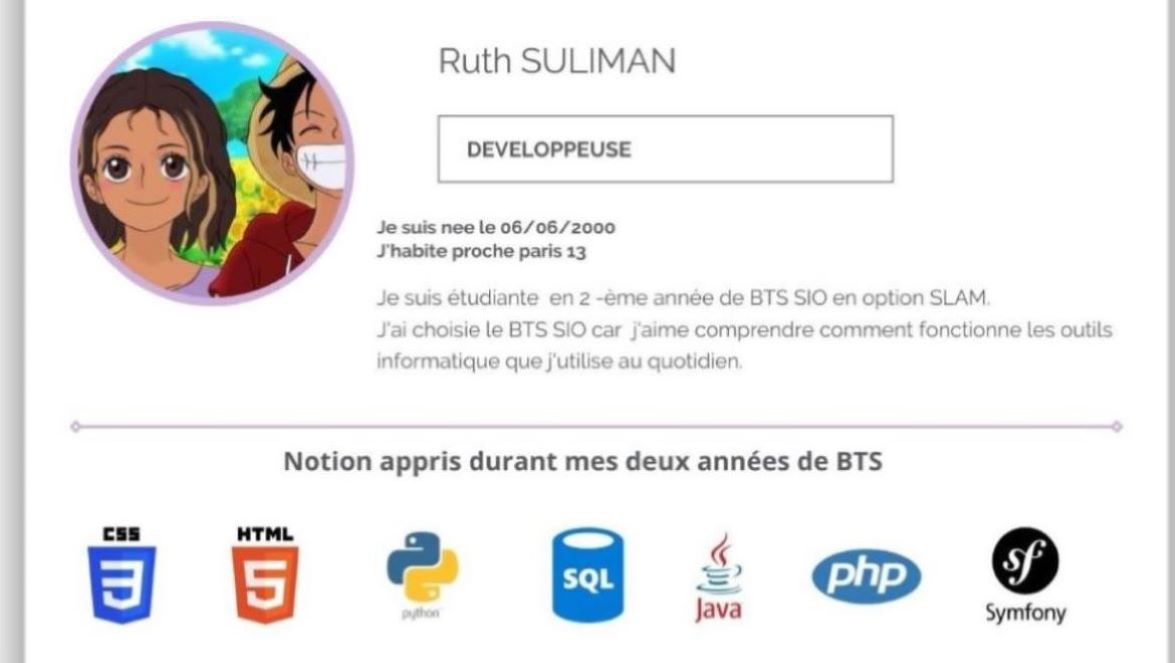 Ruth SULIMAN
DEVELOPPEUSE
Je suis nee le 06/06/2000
J'habite proche paris 13
Je suis étudiante en 2 -ème année de BTS SIO en option SLAM.
J'ai choisie le BTS SIO car j'aime comprendre comment fonctionne les outils
informatique que j'utilise au quotidien.
Notion appris durant mes deux années de BTS
CSS HTML
3 5 python SQL Java php sf Symfony